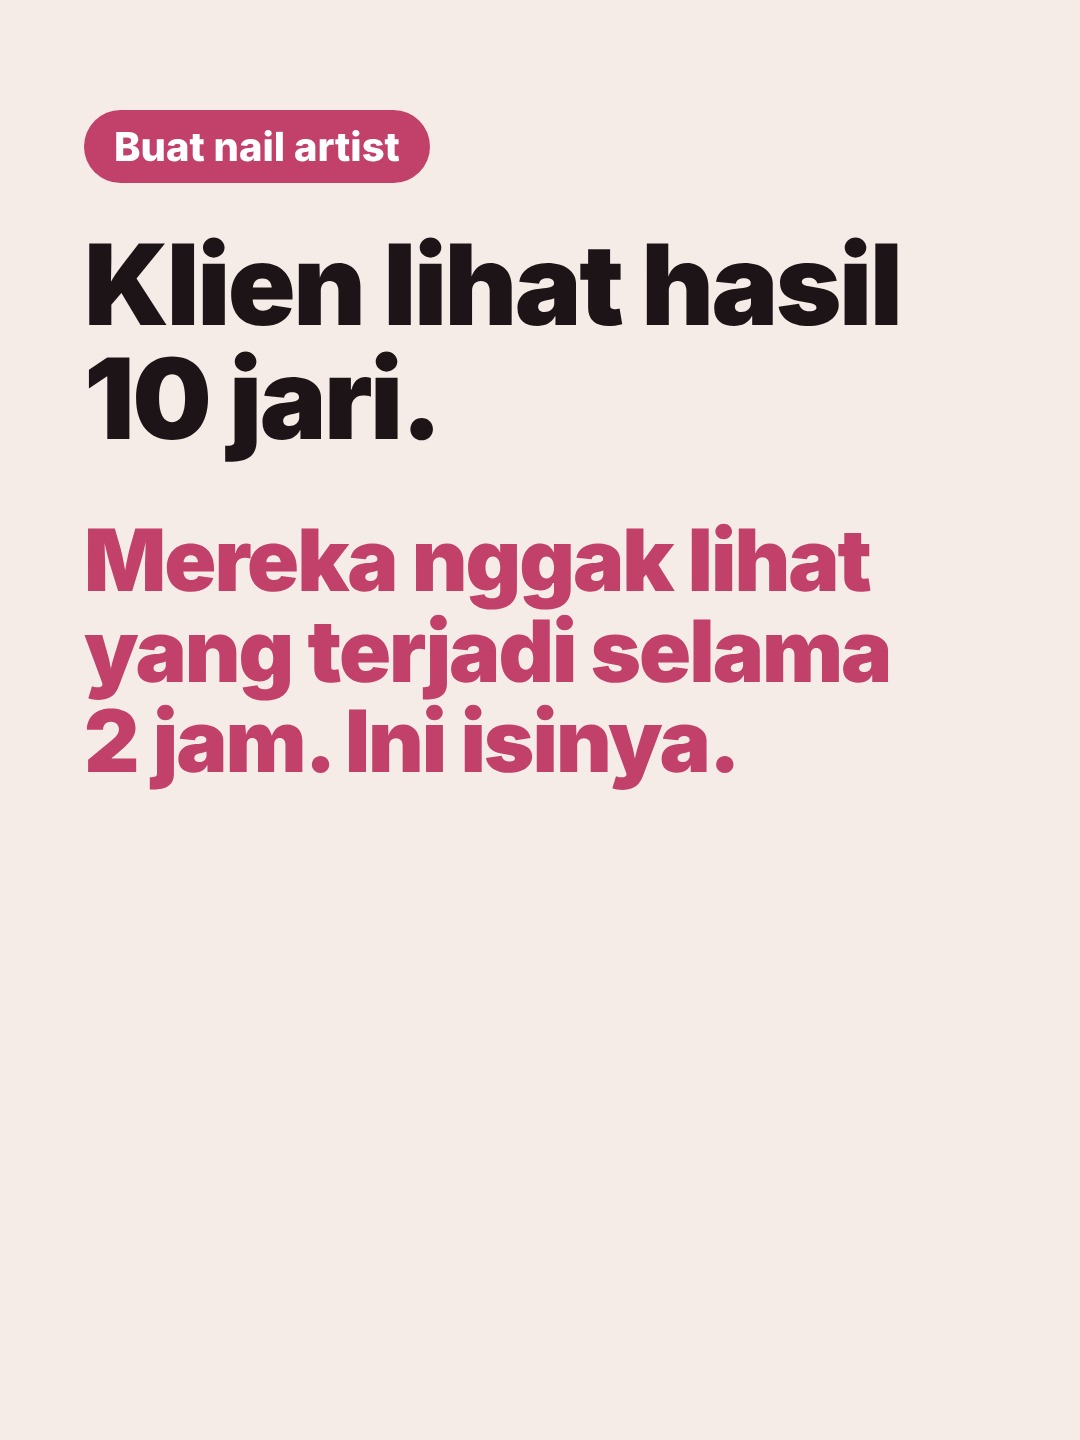 Buat nail artist
Klien lihat hasil
10 jari.
Mereka nggak lihat
yang terjadi selama
2 jam. Ini isinya.